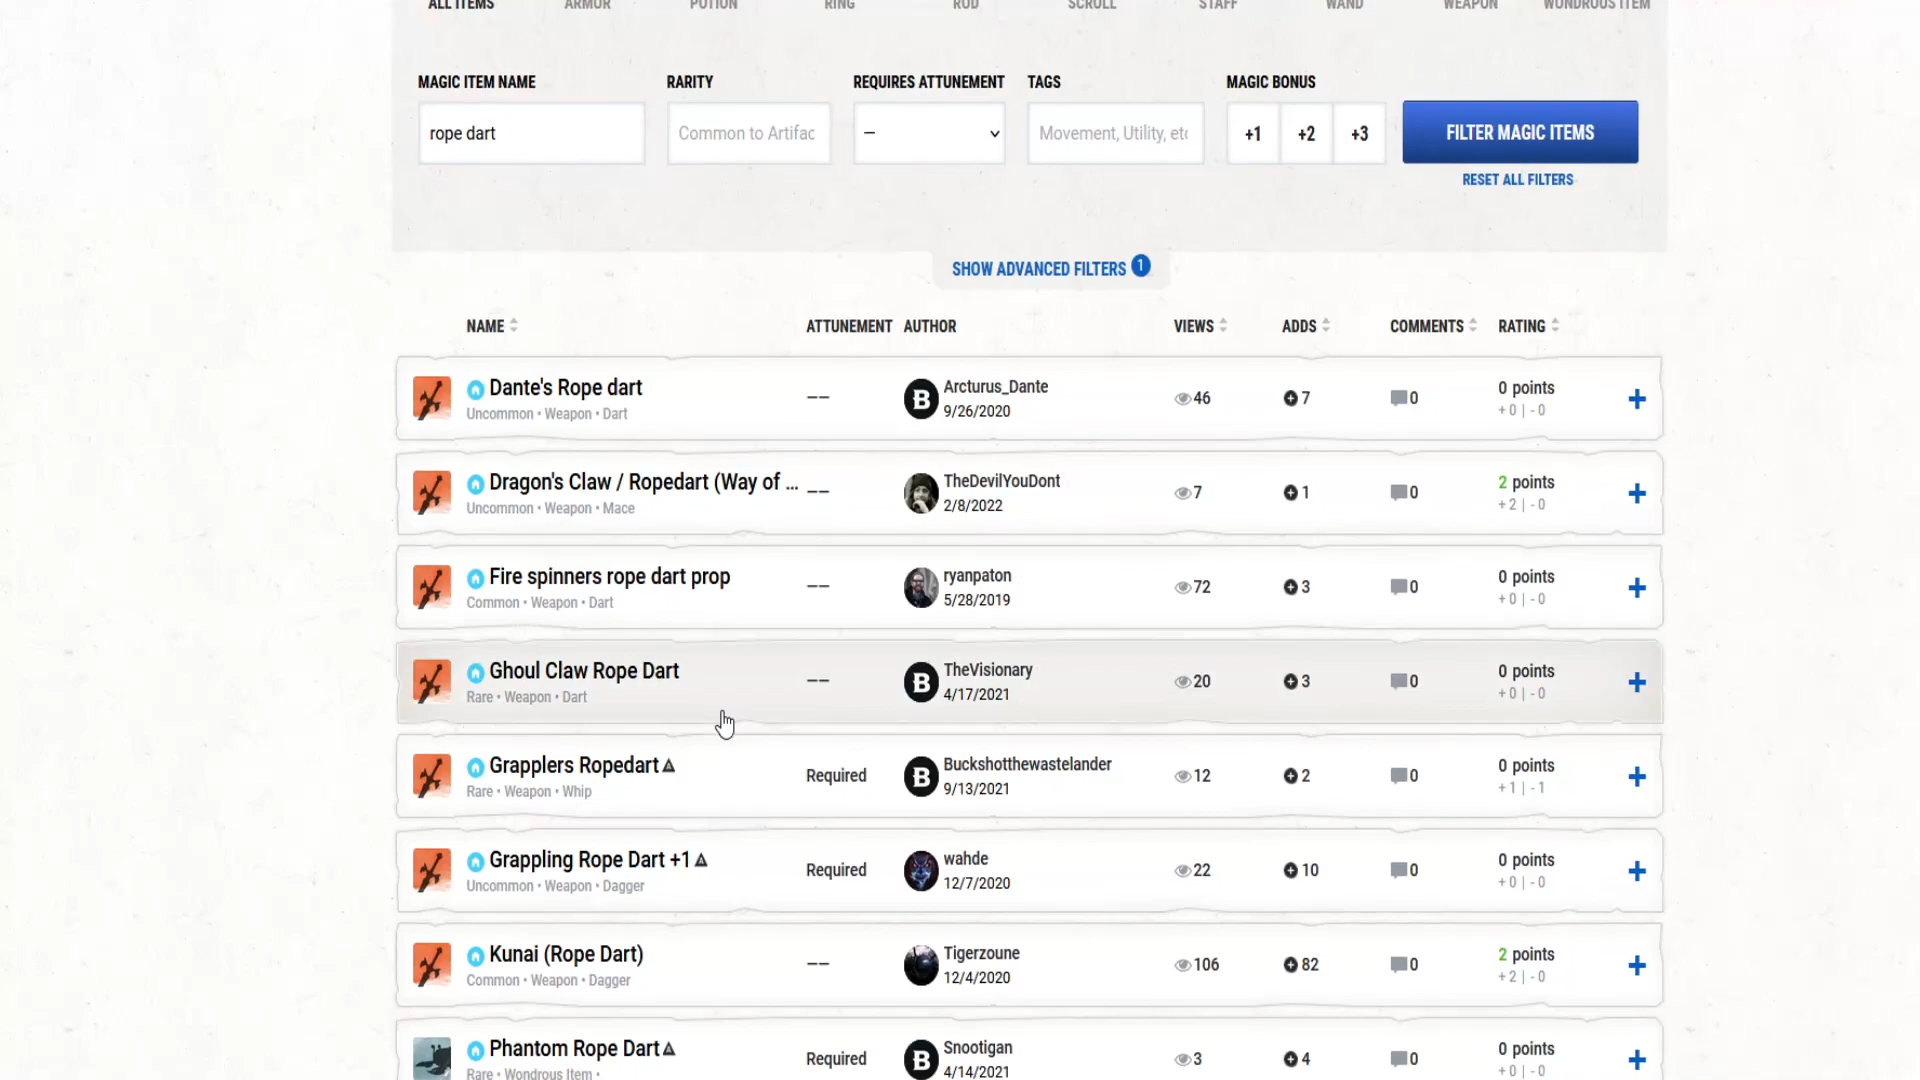 ALL ITEMS ARMOR POTION RING ROD SCROLL STAFF WAND WEAPON WONDROUS ITEM
MAGIC ITEM NAME RARITY REQUIRES ATTUNEMENT TAGS MAGIC BONUS
rope dart Common to Artifac – Movement, Utility, etc +1 +2 +3 FILTER MAGIC ITEMS
RESET ALL FILTERS
SHOW ADVANCED FILTERS 1
NAME ATTUNEMENT AUTHOR VIEWS ADDS COMMENTS RATING
Dante's Rope dart
Uncommon • Weapon • Dart
––
Arcturus_Dante
9/26/2020
46 7 0
0 points
+0 | -0
Dragon's Claw / Ropedart (Way of ...
Uncommon • Weapon • Mace
––
TheDevilYouDont
2/8/2022
7 1 0
2 points
+2 | -0
Fire spinners rope dart prop
Common • Weapon • Dart
––
ryanpaton
5/28/2019
72 3 0
0 points
+0 | -0
Ghoul Claw Rope Dart
Rare • Weapon • Dart
––
TheVisionary
4/17/2021
20 3 0
0 points
+0 | -0
Grapplers Ropedart
Rare • Weapon • Whip
Required
Buckshotthewastelander
9/13/2021
12 2 0
0 points
+1 | -1
Grappling Rope Dart +1
Uncommon • Weapon • Dagger
Required
wahde
12/7/2020
22 10 0
0 points
+0 | -0
Kunai (Rope Dart)
Common • Weapon • Dagger
––
Tigerzoune
12/4/2020
106 82 0
2 points
+2 | -0
Phantom Rope Dart
Rare • Wondrous Item •
Required
Snootigan
4/14/2021
3 4 0
0 points
+0 | -0